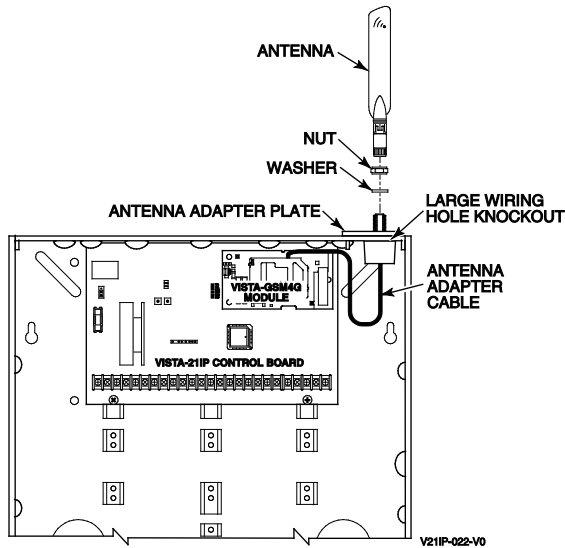 ANTENNA
NUT
WASHER
ANTENNA ADAPTER PLATE
LARGE WIRING
HOLE KNOCKOUT
ANTENNA
ADAPTER
CABLE
VISTA-GSM4G
MODULE
VISTA-21IP CONTROL BOARD
V21IP-022-V0